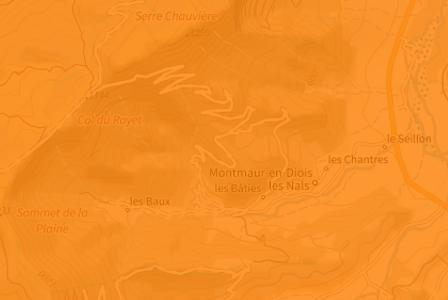 Serre Chauvière
Col du Royet
le Seillon
les Chantres
Montmaur-en-Diois
les Bâties
les Nals
les Baux
Sommet de la
Plaine